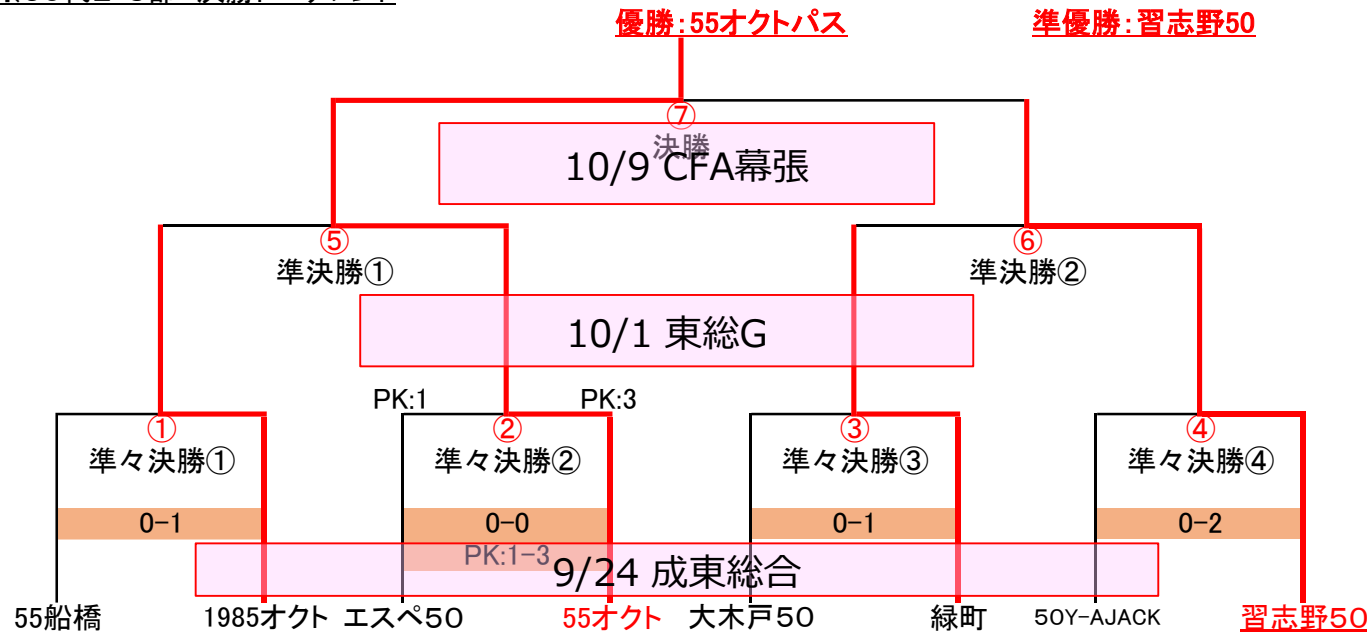 優勝：55オクトパス
準優勝：習志野50
⑦
決勝
10/9 CFA幕張
⑤
準決勝①
⑥
準決勝②
10/1 東総G
PK:1
PK:3
①
準々決勝①
②
準々決勝②
③
準々決勝③
④
準々決勝④
0-1
0-0
0-1
0-2
PK:1-3
9/24 成東総合
55船橋
1985オクト
エスペ50
55オクト
大木戸50
緑町
50Y-AJACK
習志野50